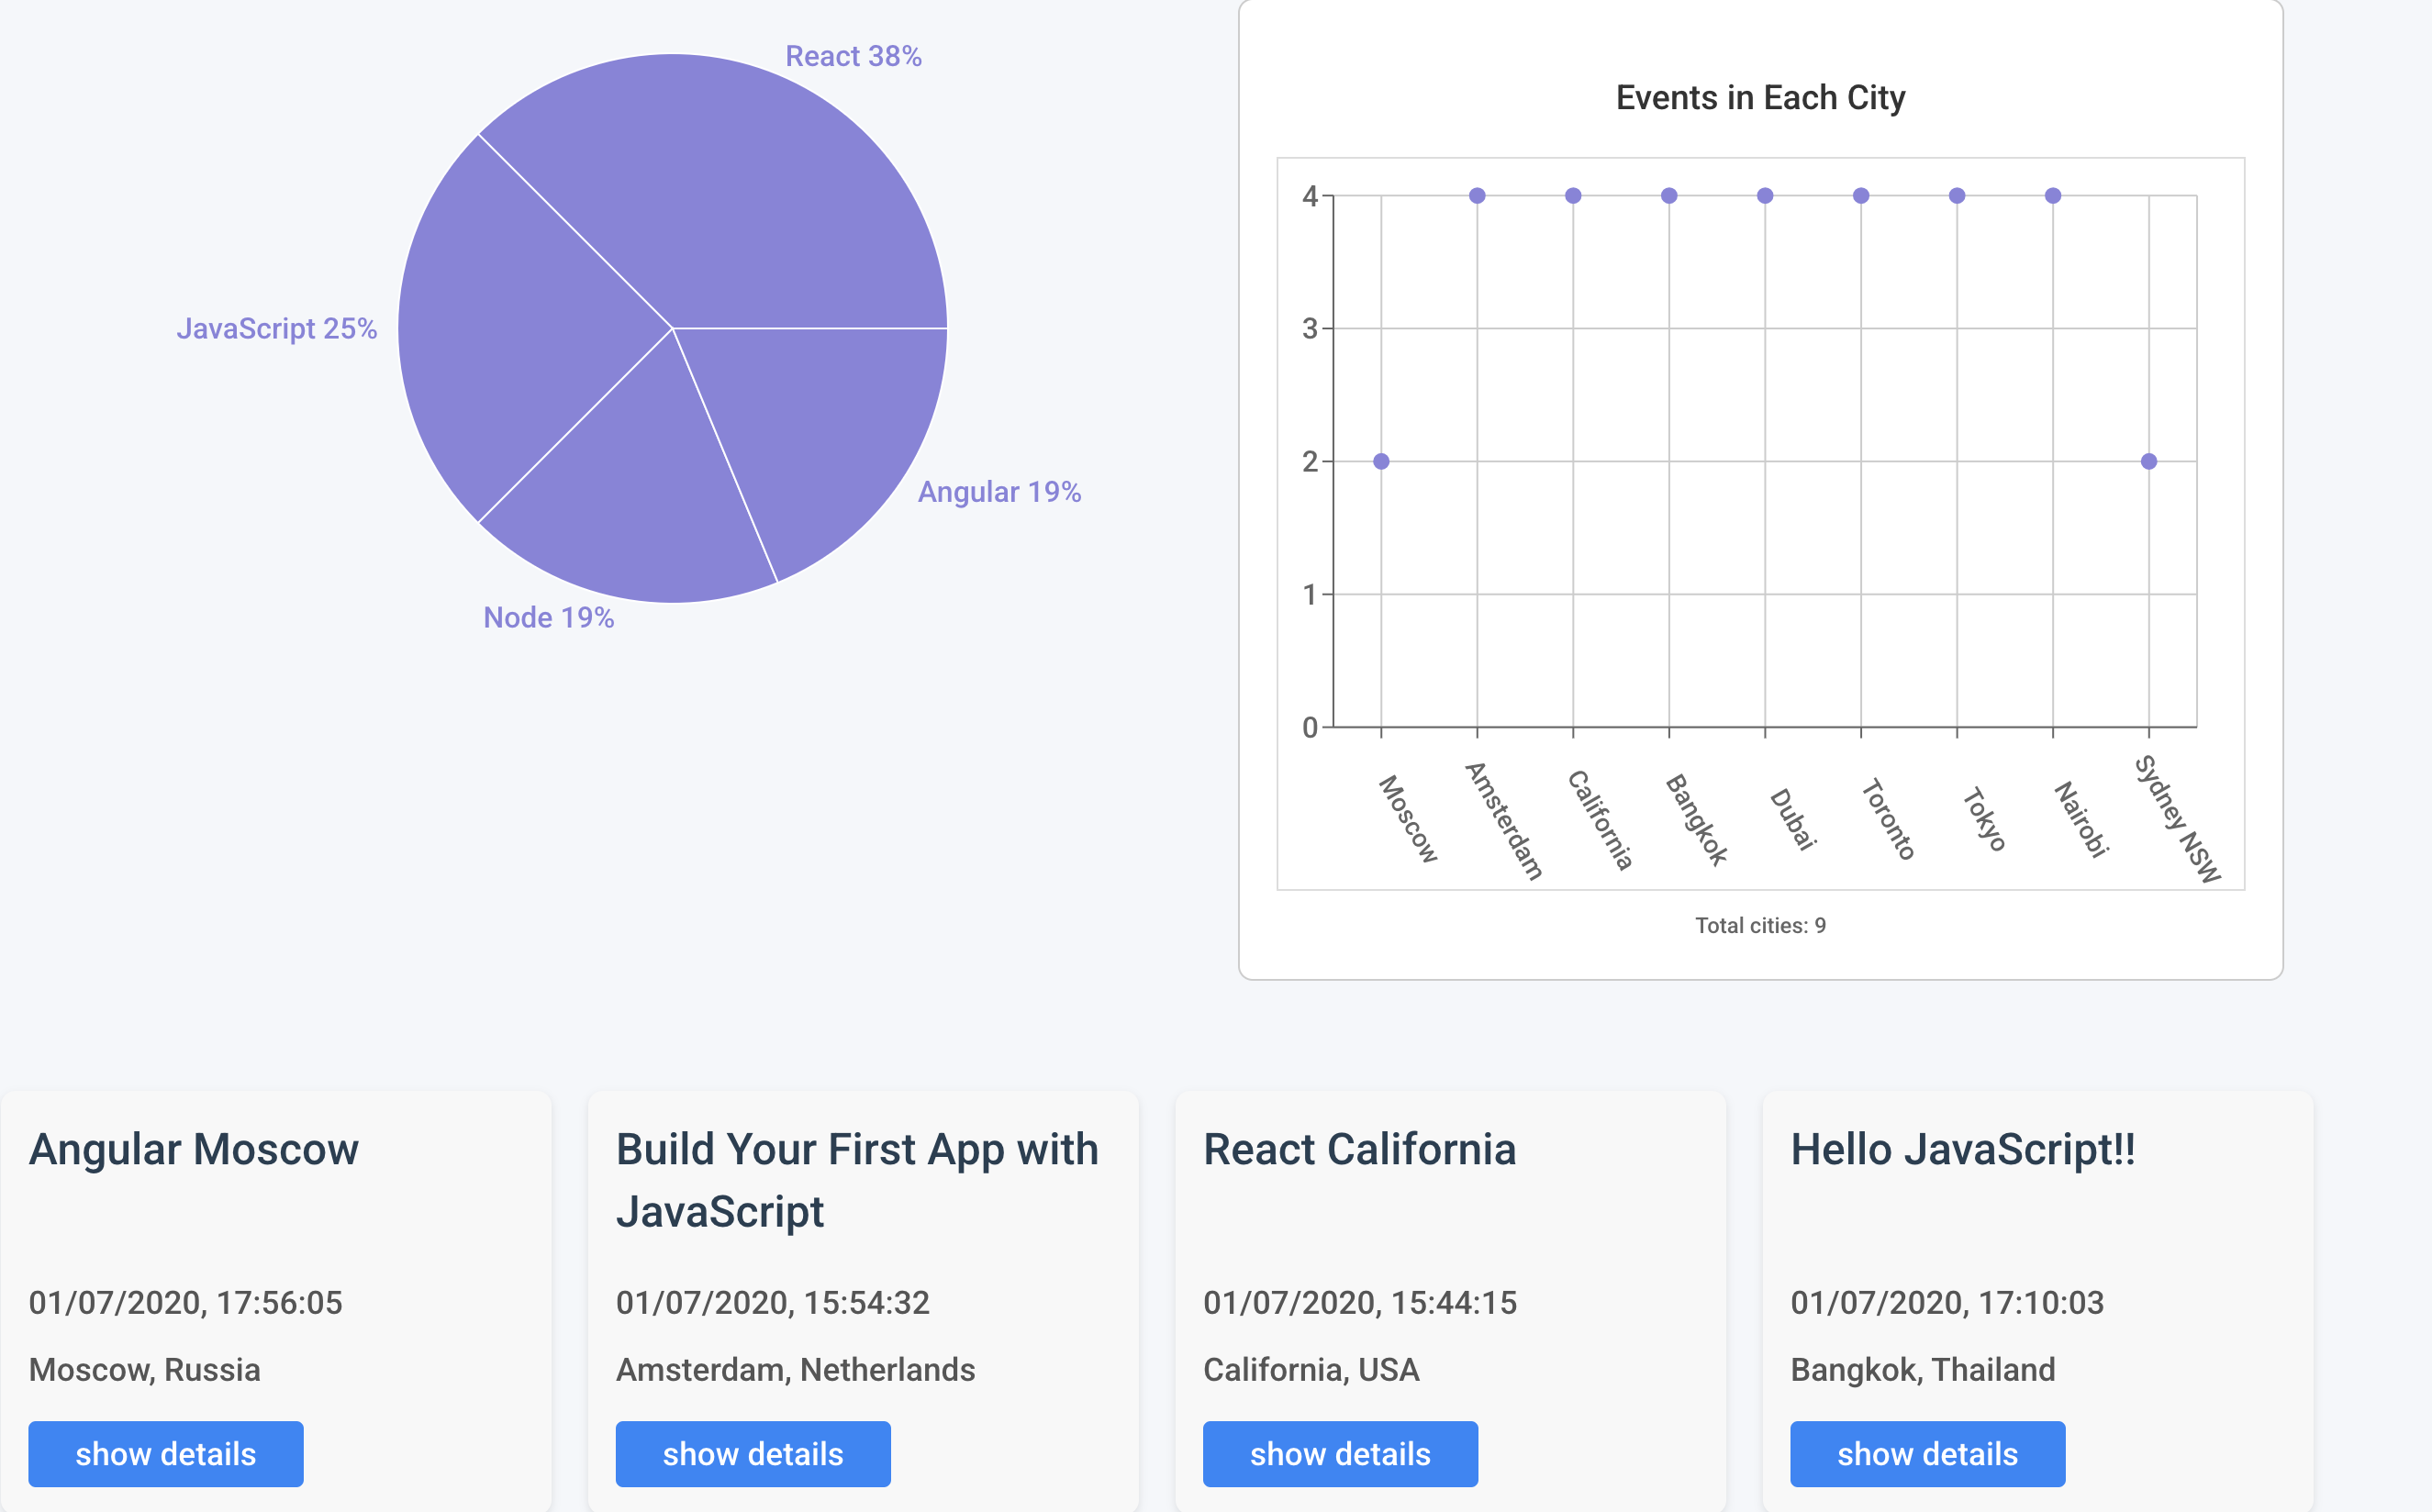 React 38%
JavaScript 25%
Angular 19%
Node 19%
Events in Each City
4
3
2
1
0
Moscow
Amsterdam
California
Bangkok
Dubai
Toronto
Tokyo
Nairobi
Sydney NSW
Total cities: 9
Angular Moscow
01/07/2020, 17:56:05
Moscow, Russia
show details
Build Your First App with
JavaScript
01/07/2020, 15:54:32
Amsterdam, Netherlands
show details
React California
01/07/2020, 15:44:15
California, USA
show details
Hello JavaScript!!
01/07/2020, 17:10:03
Bangkok, Thailand
show details